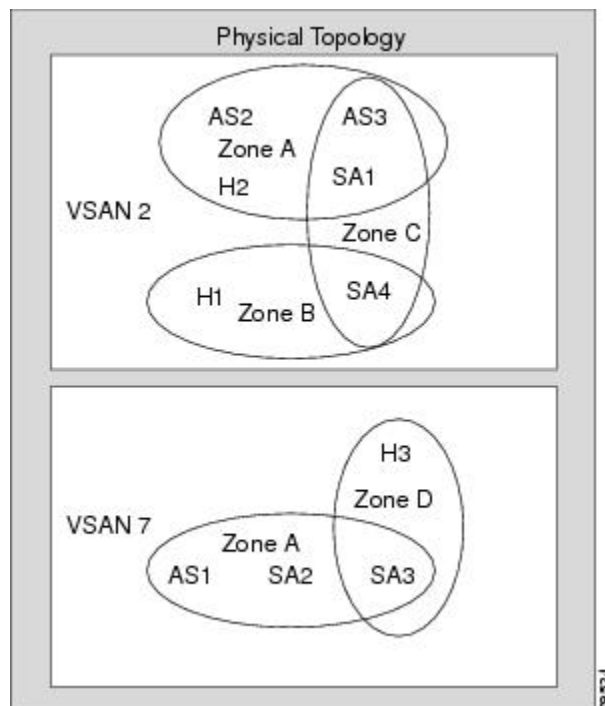 Physical Topology
AS2 AS3
Zone A
H2 SA1
VSAN 2
Zone C
H1 Zone B SA4
H3
Zone D
VSAN 7
Zone A
AS1 SA2 SA3